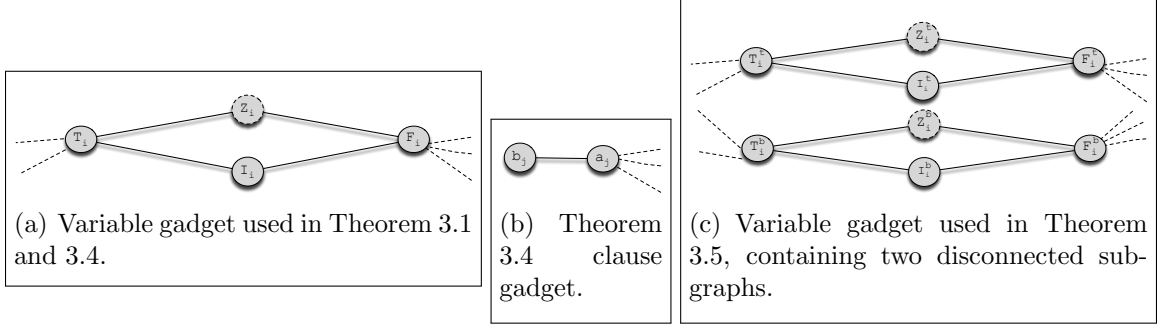 Z_i
T_i
F_i
I_i
(a) Variable gadget used in Theorem 3.1
and 3.4.
b_j a_j
(b) Theorem
3.4 clause
gadget.
Z_i^t
T_i^t
F_i^t
I_i^t
Z_i^B
T_i^b
F_i^b
I_i^b
(c) Variable gadget used in Theorem
3.5, containing two disconnected sub-
graphs.